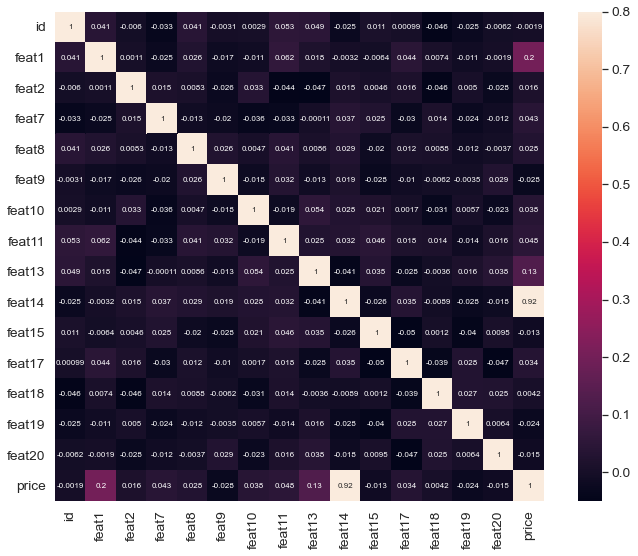 id 1 0.041 -0.006 -0.033 0.041 -0.0031 0.0029 0.053 0.049 -0.025 0.011 0.00099 -0.046 -0.025 -0.0062 -0.0019
feat1 0.041 1 0.0011 -0.025 0.026 -0.017 -0.011 0.062 0.018 -0.0032 -0.0064 0.044 0.0074 -0.011 -0.0019 0.2
feat2 -0.006 0.0011 1 0.015 0.0083 -0.026 0.033 -0.044 -0.047 0.015 0.0046 0.016 -0.046 0.005 -0.028 0.016
feat7 -0.033 -0.025 0.015 1 -0.013 -0.02 -0.036 -0.033 -0.00011 0.037 0.025 -0.03 0.014 -0.024 -0.012 0.043
feat8 0.041 0.026 0.0083 -0.013 1 0.026 0.0047 0.041 0.0086 0.029 -0.02 0.012 0.0088 -0.012 -0.0037 0.028
feat9 -0.0031 -0.017 -0.026 -0.02 0.026 1 -0.018 0.032 -0.013 0.019 -0.028 -0.01 -0.0062 -0.0035 0.029 -0.028
feat10 0.0029 -0.011 0.033 -0.036 0.0047 -0.018 1 -0.019 0.054 0.028 0.021 0.0017 -0.031 0.0057 -0.023 0.038
feat11 0.053 0.062 -0.044 -0.033 0.041 0.032 -0.019 1 0.025 0.032 0.046 0.018 0.014 -0.014 0.016 0.048
feat13 0.049 0.018 -0.047 -0.00011 0.0086 -0.013 0.054 0.025 1 -0.041 0.035 -0.028 -0.0036 0.016 0.038 0.13
feat14 -0.025 -0.0032 0.015 0.037 0.029 0.019 0.028 0.032 -0.041 1 -0.026 0.035 -0.0089 -0.028 -0.018 0.92
feat15 0.011 -0.0064 0.0046 0.025 -0.02 -0.028 0.021 0.046 0.035 -0.026 1 -0.05 0.0012 -0.04 0.0095 -0.013
feat17 0.00099 0.044 0.016 -0.03 0.012 -0.01 0.0017 0.018 -0.028 0.035 -0.05 1 -0.039 0.028 -0.047 0.034
feat18 -0.046 0.0074 -0.046 0.014 0.0088 -0.0062 -0.031 0.014 -0.0036 -0.0089 0.0012 -0.039 1 0.027 0.025 0.0042
feat19 -0.025 -0.011 0.005 -0.024 -0.012 -0.0035 0.0057 -0.014 0.016 -0.028 -0.04 0.028 0.027 1 0.0064 -0.024
feat20 -0.0062 -0.0019 -0.028 -0.012 -0.0037 0.029 -0.023 0.016 0.038 -0.018 0.0095 -0.047 0.025 0.0064 1 -0.015
price -0.0019 0.2 0.016 0.043 0.028 -0.028 0.038 0.048 0.13 0.92 -0.013 0.034 0.0042 -0.024 -0.015 1
id feat1 feat2 feat7 feat8 feat9 feat10 feat11 feat13 feat14 feat15 feat17 feat18 feat19 feat20 price
0.8
0.7
0.6
0.5
0.4
0.3
0.2
0.1
0.0